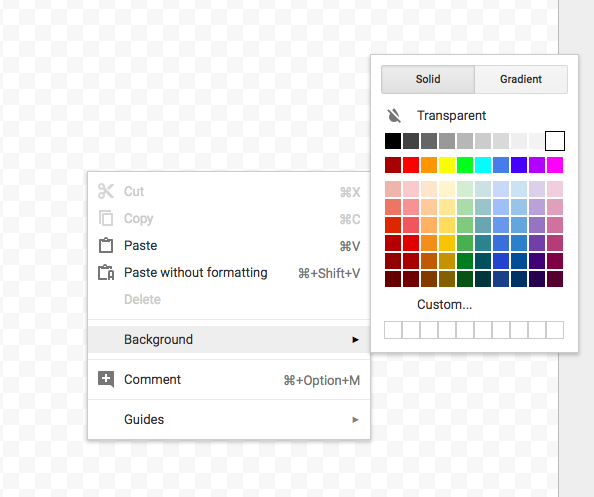 Solid Gradient
Transparent
Cut ⌘X
Copy ⌘C
Paste ⌘V
Paste without formatting ⌘+Shift+V
Delete
Background
Custom...
Comment ⌘+Option+M
Guides